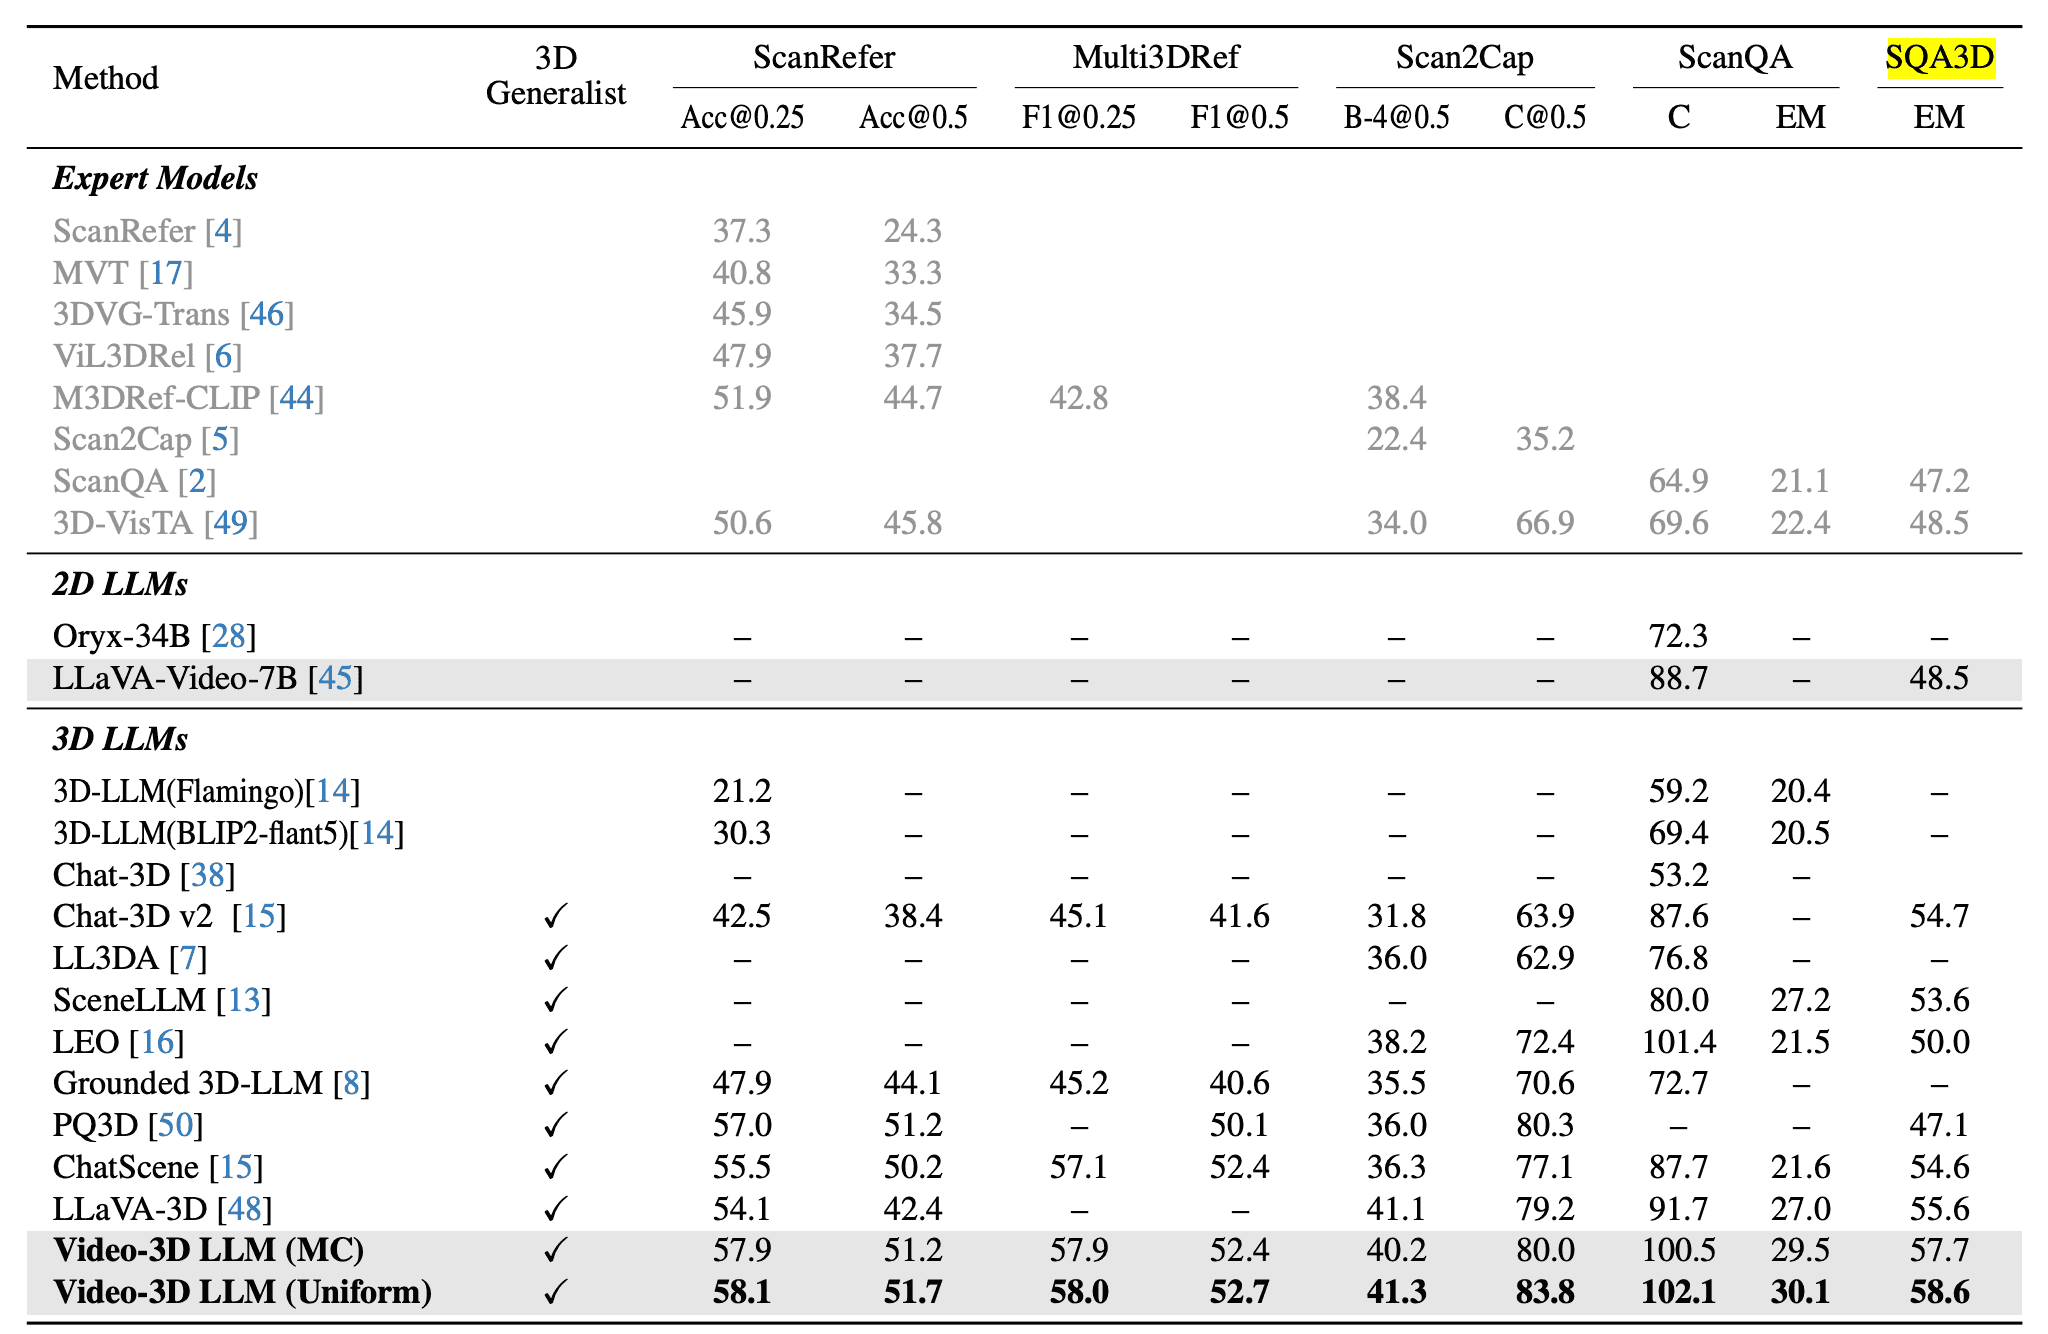 Method 3D Generalist ScanRefer Multi3DRef Scan2Cap ScanQA SQA3D
Acc@0.25 Acc@0.5 F1@0.25 F1@0.5 B-4@0.5 C@0.5 C EM EM
Expert Models
ScanRefer [4] 37.3 24.3
MVT [17] 40.8 33.3
3DVG-Trans [46] 45.9 34.5
ViL3DRel [6] 47.9 37.7
M3DRef-CLIP [44] 51.9 44.7 42.8 38.4
Scan2Cap [5] 22.4 35.2
ScanQA [2] 64.9 21.1 47.2
3D-VisTA [49] 50.6 45.8 34.0 66.9 69.6 22.4 48.5
2D LLMs
Oryx-34B [28] – – – – – – 72.3 – –
LLaVA-Video-7B [45] – – – – – – 88.7 – 48.5
3D LLMs
3D-LLM(Flamingo)[14] 21.2 – – – – – 59.2 20.4 –
3D-LLM(BLIP2-flant5)[14] 30.3 – – – – – 69.4 20.5 –
Chat-3D [38] – – – – – – 53.2 –
Chat-3D v2 [15] ✓ 42.5 38.4 45.1 41.6 31.8 63.9 87.6 – 54.7
LL3DA [7] ✓ – – – – 36.0 62.9 76.8 – –
SceneLLM [13] ✓ – – – – – – 80.0 27.2 53.6
LEO [16] ✓ – – – – 38.2 72.4 101.4 21.5 50.0
Grounded 3D-LLM [8] ✓ 47.9 44.1 45.2 40.6 35.5 70.6 72.7 – –
PQ3D [50] ✓ 57.0 51.2 – 50.1 36.0 80.3 – – 47.1
ChatScene [15] ✓ 55.5 50.2 57.1 52.4 36.3 77.1 87.7 21.6 54.6
LLaVA-3D [48] ✓ 54.1 42.4 – – 41.1 79.2 91.7 27.0 55.6
Video-3D LLM (MC) ✓ 57.9 51.2 57.9 52.4 40.2 80.0 100.5 29.5 57.7
Video-3D LLM (Uniform) ✓ 58.1 51.7 58.0 52.7 41.3 83.8 102.1 30.1 58.6